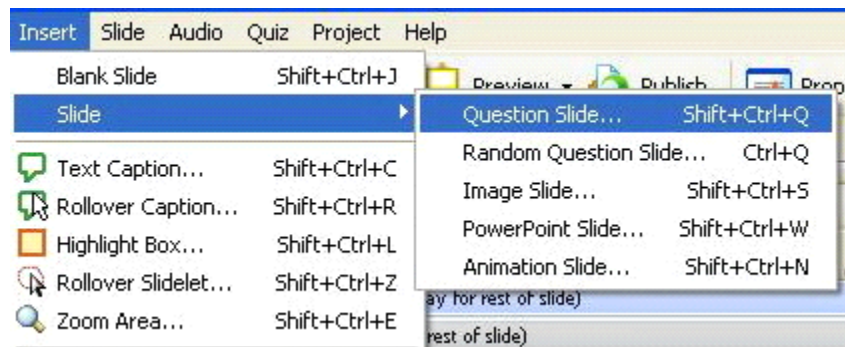 Insert Slide Audio Quiz Project Help
Blank Slide Shift+Ctrl+J
Preview Publish
Slide
Question Slide... Shift+Ctrl+Q
Random Question Slide... Ctrl+Q
Image Slide... Shift+Ctrl+S
PowerPoint Slide... Shift+Ctrl+W
Animation Slide... Shift+Ctrl+N
Text Caption... Shift+Ctrl+C
Rollover Caption... Shift+Ctrl+R
Highlight Box... Shift+Ctrl+L
Rollover Slidelet... Shift+Ctrl+Z
Zoom Area... Shift+Ctrl+E
ay for rest of slide)
rest of slide)